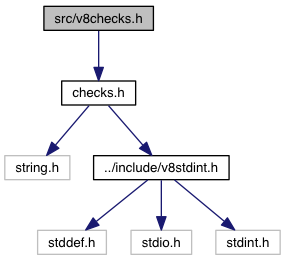 src/v8checks.h
checks.h
string.h
../include/v8stdint.h
stddef.h
stdio.h
stdint.h